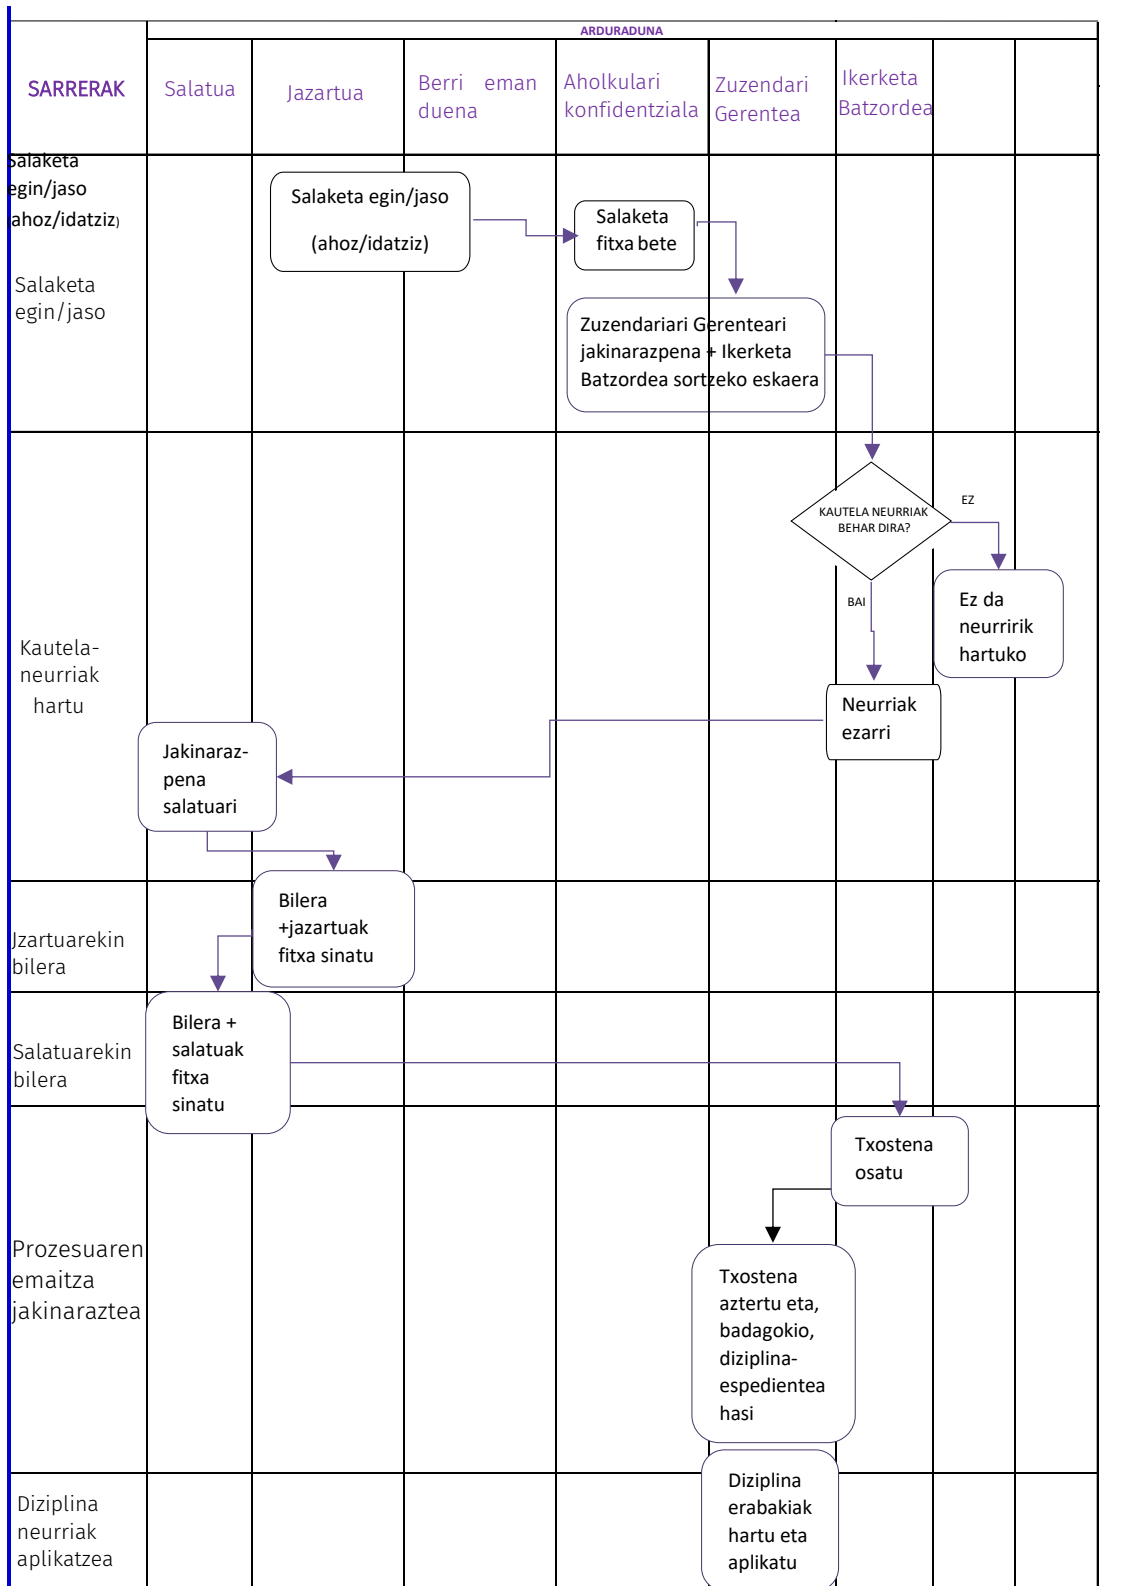 ARDURADUNA
SARRERAK
Salatua
Jazartua
Berri eman
duena
Aholkulari
konfidentziala
Zuzendari
Gerentea
Ikerketa
Batzordea
Salaketa
egin/jaso
(ahoz/idatziz)
Salaketa
egin/jaso
Salaketa egin/jaso
(ahoz/idatziz)
Salaketa
fitxa bete
Zuzendariari Gerenteari
jakinarazpena + Ikerketa
Batzordea sortzeko eskaera
Kautela-
neurriak
hartu
KAUTELA NEURRIAK
BEHAR DIRA?
EZ
BAI
Ez da
neurririk
hartuko
Neurriak
ezarri
Jakinaraz-
pena
salatuari
Jzartuarekin
bilera
Bilera
+jazartuak
fitxa sinatu
Salatuarekin
bilera
Bilera +
salatuak
fitxa
sinatu
Prozesuaren
emaitza
jakinaraztea
Txostena
osatu
Txostena
aztertu eta,
badagokio,
diziplina-
espedientea
hasi
Diziplina
neurriak
aplikatzea
Diziplina
erabakiak
hartu eta
aplikatu